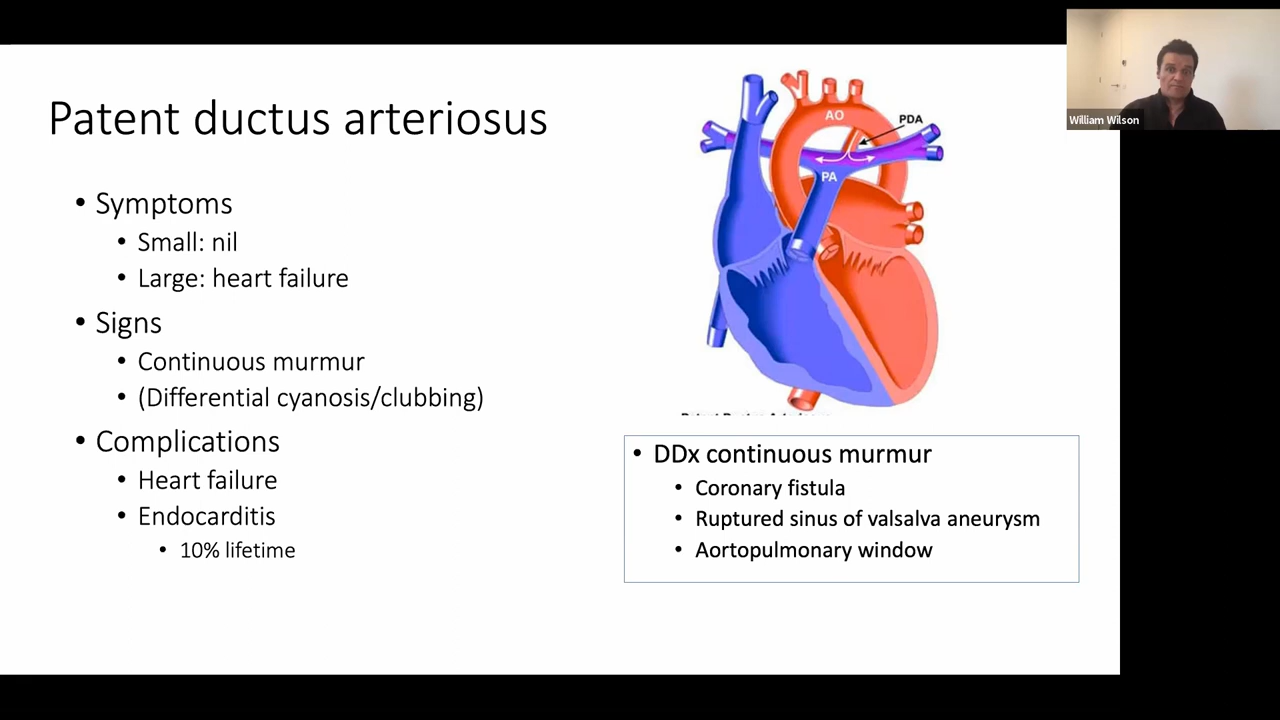 Patent ductus arteriosus
• Symptoms
• Small: nil
• Large: heart failure
• Signs
• Continuous murmur
• (Differential cyanosis/clubbing)
• Complications
• Heart failure
• Endocarditis
• 10% lifetime
AO
PDA
PA
• DDx continuous murmur
• Coronary fistula
• Ruptured sinus of valsalva aneurysm
• Aortopulmonary window
William Wilson